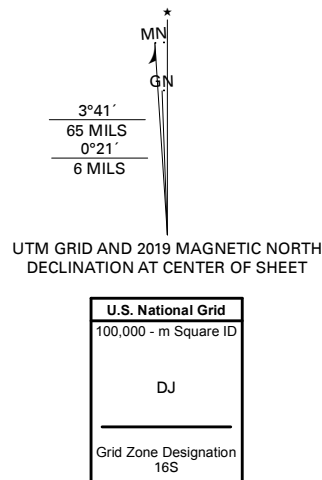 ★
MN
GN
3°41´
65 MILS
0°21´
6 MILS
UTM GRID AND 2019 MAGNETIC NORTH
DECLINATION AT CENTER OF SHEET
U.S. National Grid
100,000 - m Square ID
DJ
Grid Zone Designation
16S